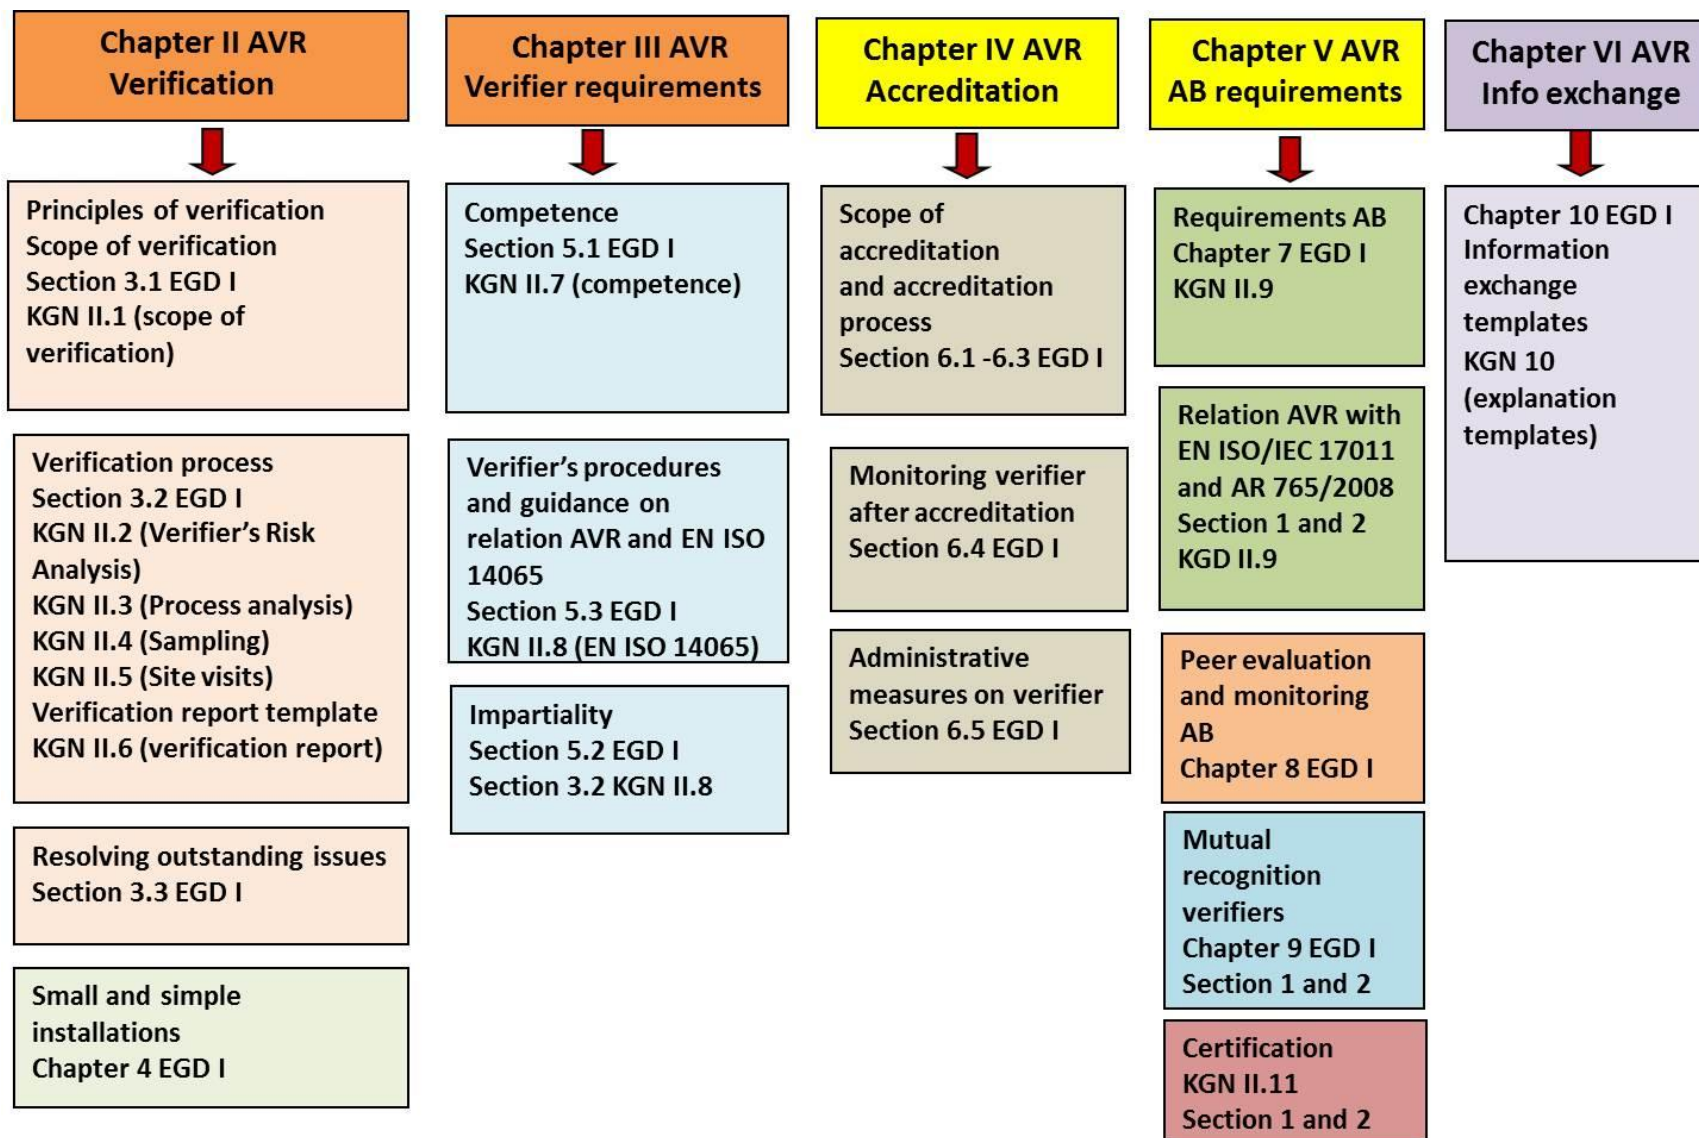 Chapter II AVR
Verification
Principles of verification
Scope of verification
Section 3.1 EGD I
KGN II.1 (scope of
verification)
Verification process
Section 3.2 EGD I
KGN II.2 (Verifier's Risk
Analysis)
KGN II.3 (Process analysis)
KGN II.4 (Sampling)
KGN II.5 (Site visits)
Verification report template
KGN II.6 (verification report)
Resolving outstanding issues
Section 3.3 EGD I
Small and simple
installations
Chapter 4 EGD I
Chapter III AVR
Verifier requirements
Competence
Section 5.1 EGD I
KGN II.7 (competence)
Verifier's procedures
and guidance on
relation AVR and EN ISO
14065
Section 5.3 EGD I
KGN II.8 (EN ISO 14065)
Impartiality
Section 5.2 EGD I
Section 3.2 KGN II.8
Chapter IV AVR
Accreditation
Scope of
accreditation
and accreditation
process
Section 6.1 -6.3 EGD I
Monitoring verifier
after accreditation
Section 6.4 EGD I
Administrative
measures on verifier
Section 6.5 EGD I
Chapter V AVR
AB requirements
Requirements AB
Chapter 7 EGD I
KGN II.9
Relation AVR with
EN ISO/IEC 17011
and AR 765/2008
Section 1 and 2
KGD II.9
Peer evaluation
and monitoring
AB
Chapter 8 EGD I
Mutual
recognition
verifiers
Chapter 9 EGD I
Section 1 and 2
Certification
KGN II.11
Section 1 and 2
Chapter VI AVR
Info exchange
Chapter 10 EGD I
Information
exchange
templates
KGN 10
(explanation
templates)